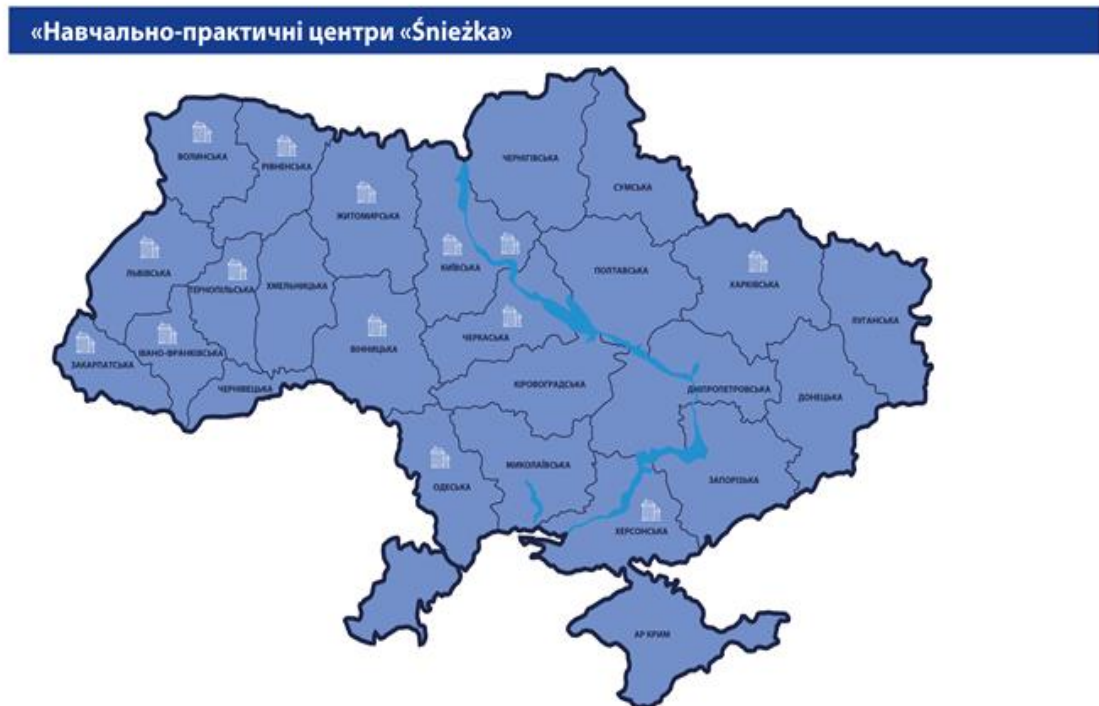 «Навчально-практичні центри «Śnieżka»
ЧЕРНІГІВСЬКА
ВОЛИНСЬКА
РІВНЕНСЬКА
СУМСЬКА
ЖИТОМИРСЬКА
КИЇВСЬКА
ЛЬВІВСЬКА
ПОЛТАВСЬКА
ТЕРНОПІЛЬСЬКА
ХМЕЛЬНИЦЬКА
ХАРКІВСЬКА
ЛУГАНСЬКА
ЧЕРКАСЬКА
ВІННИЦЬКА
ІВАНО-ФРАНКІВСЬКА
ЗАКАРПАТСЬКА
ЧЕРНІВЕЦЬКА
КІРОВОГРАДСЬКА
ДНІПРОПЕТРОВСЬКА
ДОНЕЦЬКА
МИКОЛАЇВСЬКА
ЗАПОРІЗЬКА
ОДЕСЬКА
ХЕРСОНСЬКА
АР КРИМ